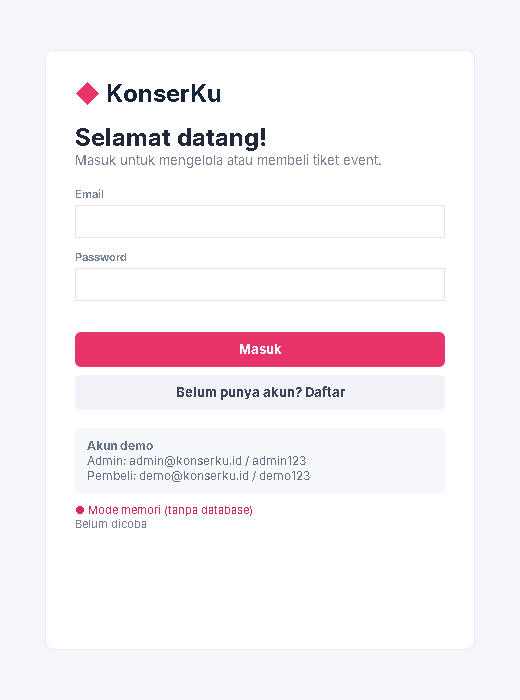 KonserKu
Selamat datang!
Masuk untuk mengelola atau membeli tiket event.
Email
Password
Masuk
Belum punya akun? Daftar
Akun demo
Admin: admin@konserku.id / admin123
Pembeli: demo@konserku.id / demo123
● Mode memori (tanpa database)
Belum dicoba